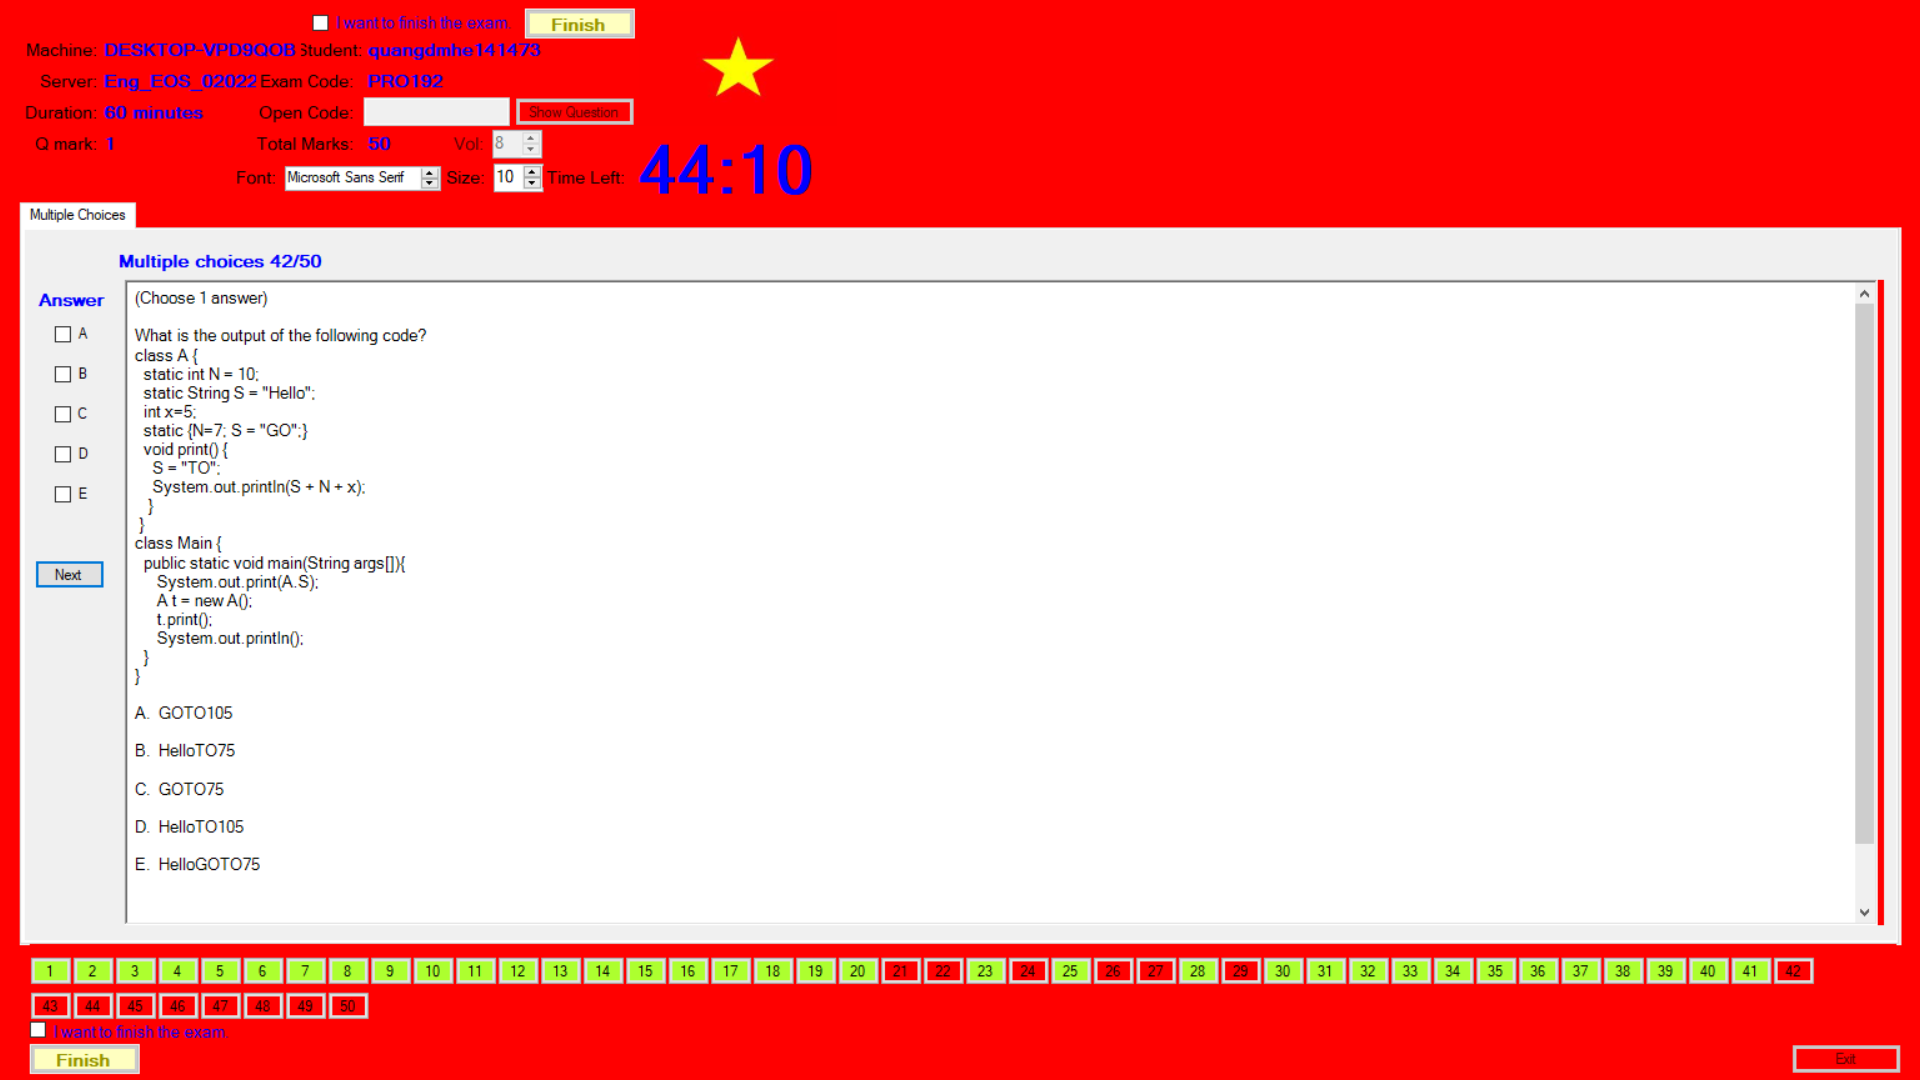 I want to finish the exam.
Finish
Machine: DESKTOP-VPD9QOB Student: quangdmhe141473
Server: Eng_EOS_02022 Exam Code: PRO192
Duration: 60 minutes Open Code: Show Question
Q mark: 1 Total Marks: 50 Vol: 8
Font: Microsoft Sans Serif Size: 10 Time Left: 44:10
Multiple Choices
Multiple choices 42/50
Answer
A
B
C
D
E
Next
(Choose 1 answer)
What is the output of the following code?
class A {
static int N = 10;
static String S = "Hello";
int x=5;
static {N=7; S = "GO";}
void print() {
S = "TO";
System.out.println(S + N + x);
}
}
class Main {
public static void main(String args[]){
System.out.print(A.S);
A t = new A();
t.print();
System.out.println();
}
}
A. GOTO105
B. HelloTO75
C. GOTO75
D. HelloTO105
E. HelloGOTO75
1 2 3 4 5 6 7 8 9 10 11 12 13 14 15 16 17 18 19 20 21 22 23 24 25 26 27 28 29 30 31 32 33 34 35 36 37 38 39 40 41 42
43 44 45 46 47 48 49 50
I want to finish the exam.
Finish
Exit